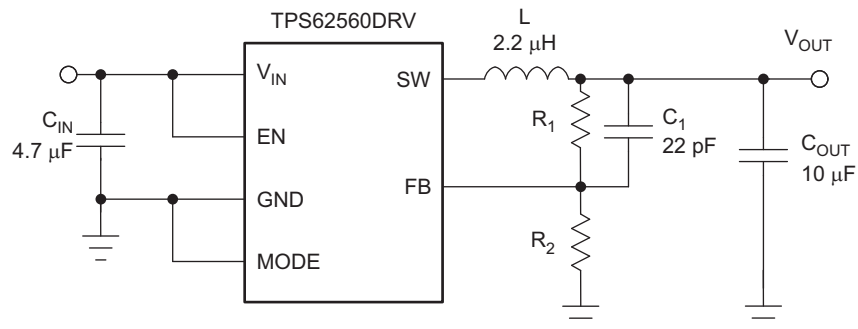 TPS62560DRV
L
2.2 μH
V_OUT
V_IN
SW
C_IN
4.7 μF
EN
R_1
C_1
22 pF
C_OUT
10 μF
GND
FB
MODE
R_2